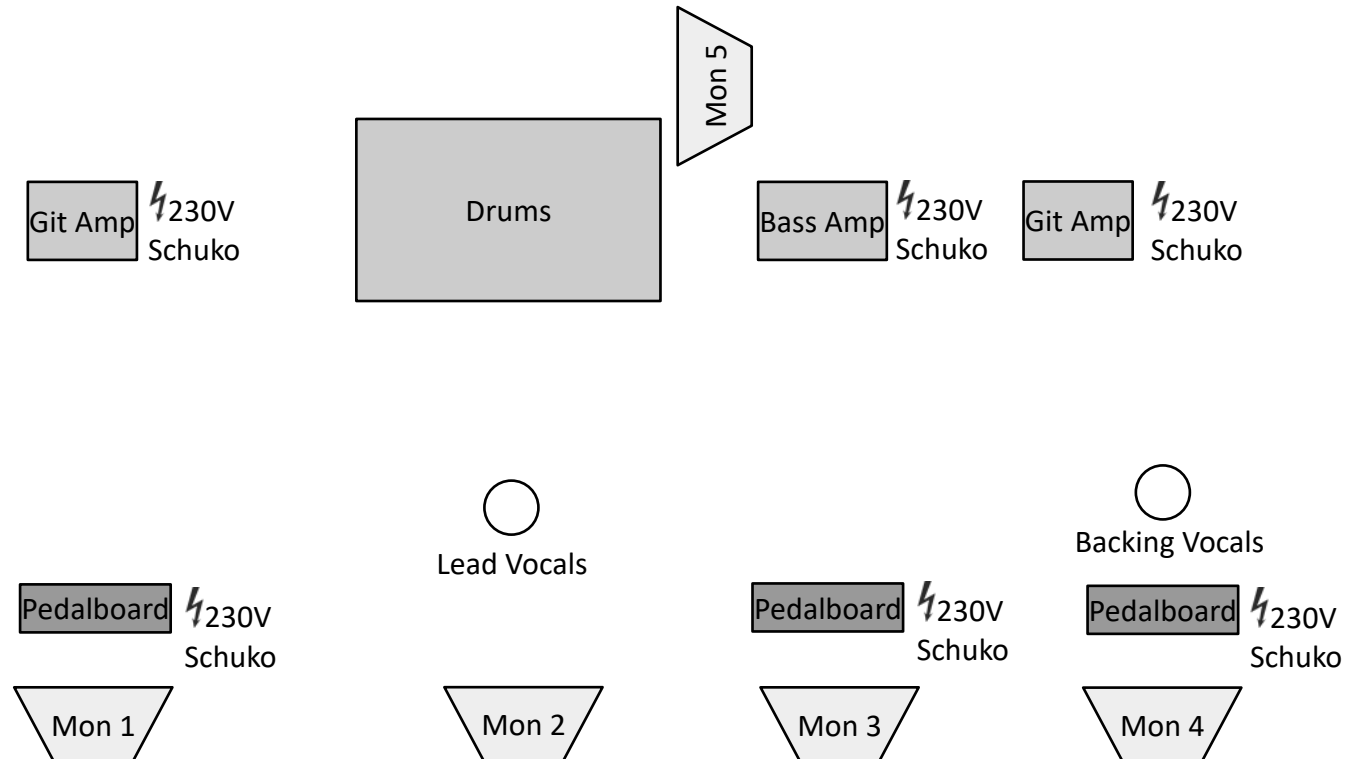 Mon 5
Git Amp
230V
Schuko
Drums
Bass Amp
230V
Schuko
Git Amp
230V
Schuko
Lead Vocals
Backing Vocals
Pedalboard
230V
Schuko
Pedalboard
230V
Schuko
Pedalboard
230V
Schuko
Mon 1
Mon 2
Mon 3
Mon 4